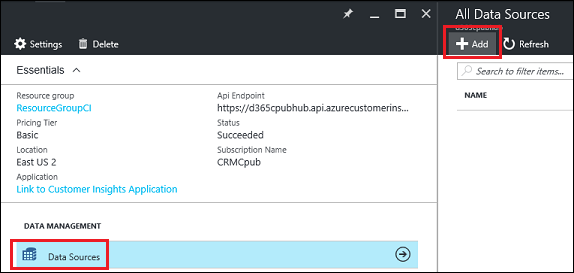 Settings Delete
Essentials
Resource group
ResourceGroupCI
Pricing Tier
Basic
Location
East US 2
Application
Link to Customer Insights Application
Api Endpoint
https://d365cpubhub.api.azurecustomerins...
Status
Succeeded
Subscription Name
CRMCpub
DATA MANAGEMENT
Data Sources
All Data Sources
Add Refresh
Search to filter items...
NAME